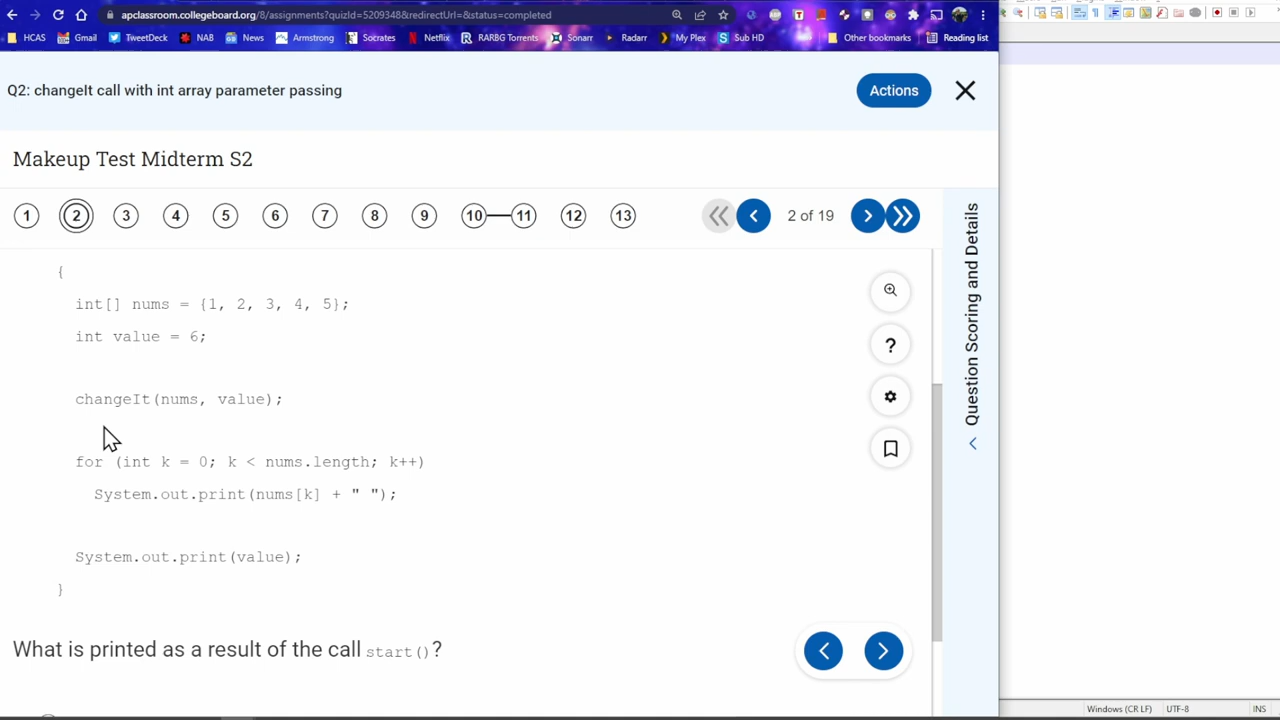 apclassroom.collegeboard.org/8/assignments?quizId=5209348&redirectUrl=&status=completed
HCAS Gmail TweetDeck NAB News Armstrong Socrates Netflix RARBG Torrents Sonarr Radarr My Plex Sub HD Other bookmarks Reading list
Q2: changeIt call with int array parameter passing
Actions
Makeup Test Midterm S2
1 2 3 4 5 6 7 8 9 10 11 12 13
2 of 19
Question Scoring and Details
{
int[] nums = {1, 2, 3, 4, 5};
int value = 6;
changeIt(nums, value);
for (int k = 0; k < nums.length; k++)
System.out.print(nums[k] + " ");
System.out.print(value);
}
?
What is printed as a result of the call start()?
Windows (CR LF) UTF-8 INS